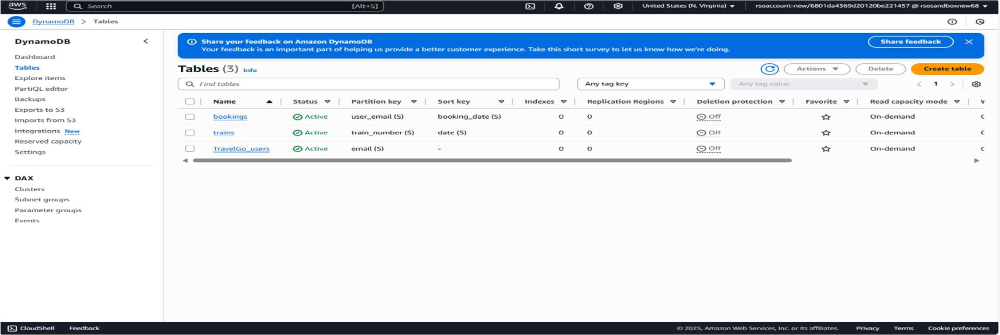 aws Search [Alt+S] United States (N. Virginia) rsoaccount-new/6801da4369d20120be221457 @ rsosandboxnew68
DynamoDB > Tables
DynamoDB
Dashboard
Tables
Explore items
PartiQL editor
Backups
Exports to S3
Imports from S3
Integrations New
Reserved capacity
Settings
DAX
Clusters
Subnet groups
Parameter groups
Events
Share your feedback on Amazon DynamoDB
Your feedback is an important part of helping us provide a better customer experience. Take this short survey to let us know how we're doing.
Share feedback
Tables (3) Info
Actions Delete Create table
Find tables Any tag key Any tag value 1
Name Status Partition key Sort key Indexes Replication Regions Deletion protection Favorite Read capacity mode
bookings Active user_email (S) booking_date (S) 0 0 Off On-demand
trains Active train_number (S) date (S) 0 0 Off On-demand
TravelGo_users Active email (S) - 0 0 Off On-demand
CloudShell Feedback © 2025, Amazon Web Services, Inc. or its affiliates. Privacy Terms Cookie preferences